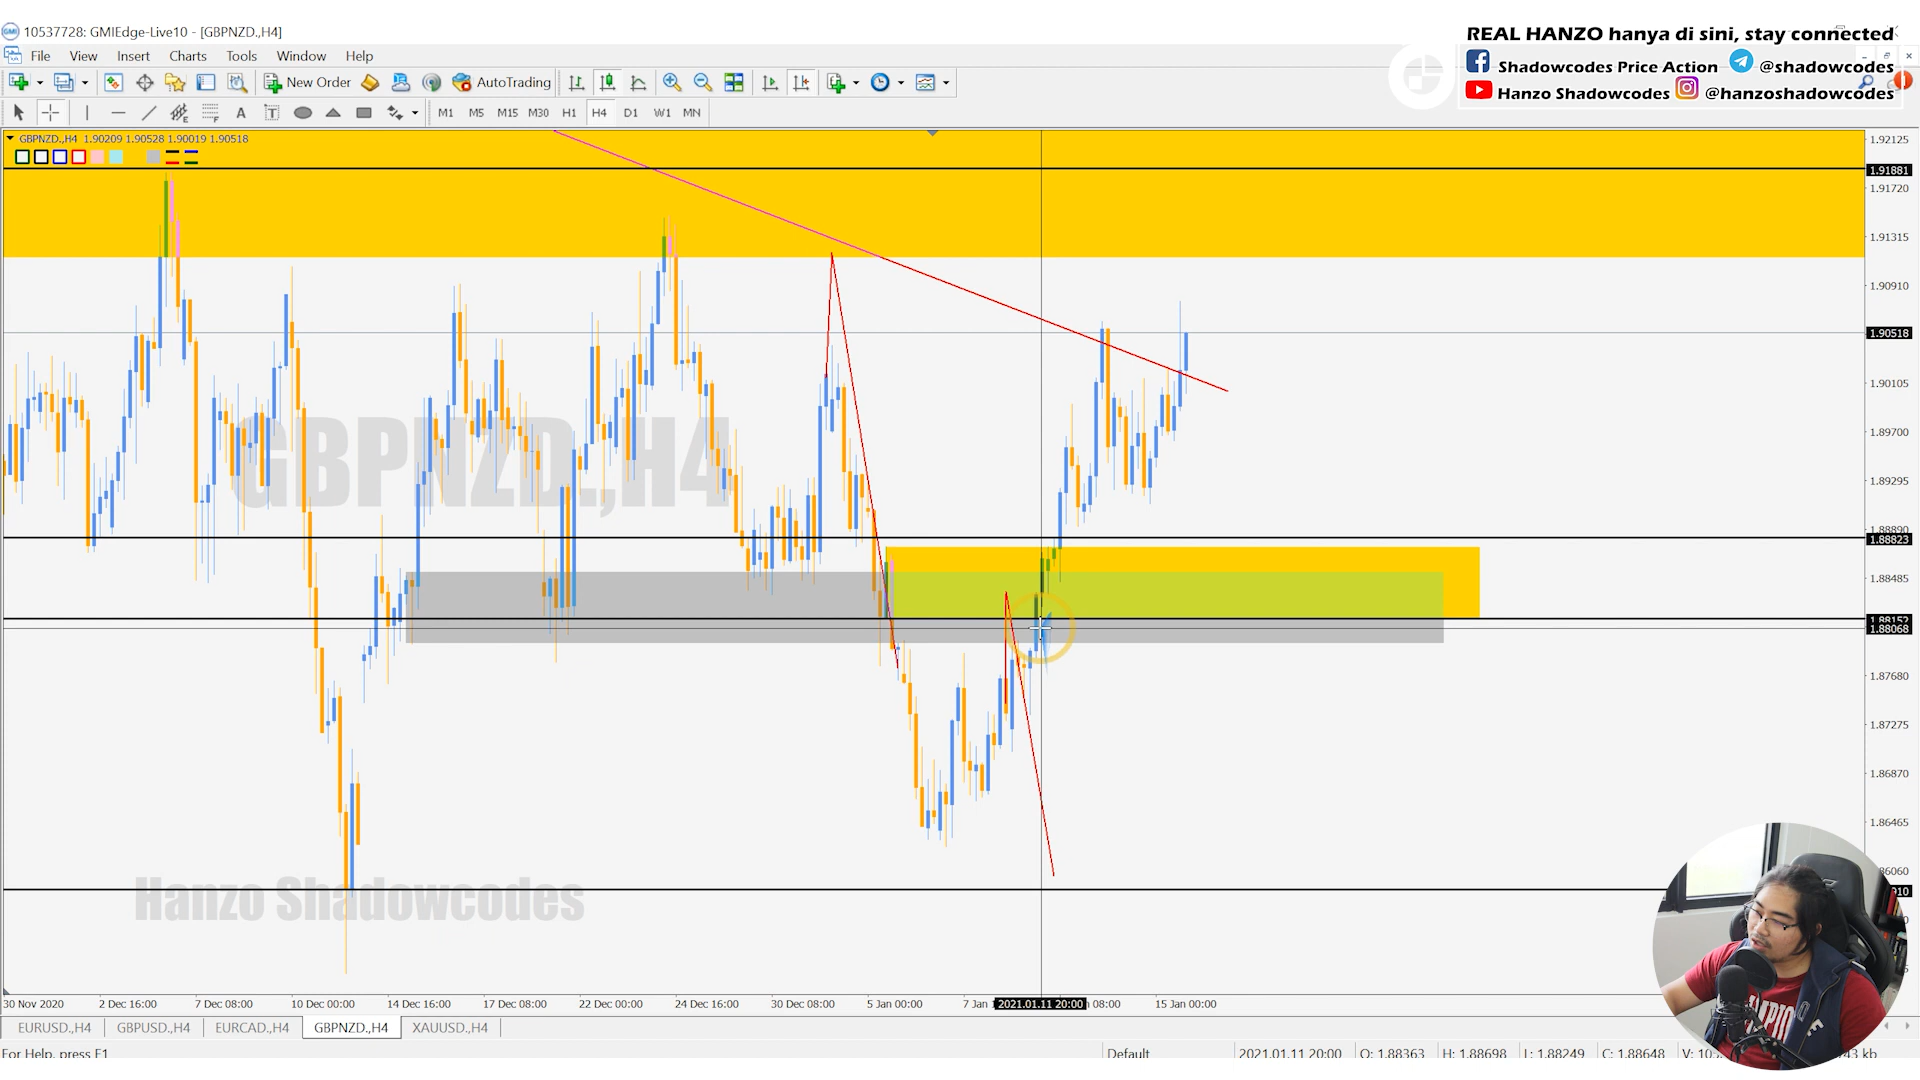 10537728: GMIEdge-Live10 - [GBPNZD.,H4]
REAL HANZO hanya di sini, stay connected
Shadowcodes Price Action @shadowcodes
Hanzo Shadowcodes @hanzoshadowcodes
File View Insert Charts Tools Window Help
New Order AutoTrading
A T M1 M5 M15 M30 H1 H4 D1 W1 MN
GBPNZD.,H4 1.90209 1.90528 1.90019 1.90518
1.92125
1.91881
1.91720
1.91315
1.90910
1.90518
1.90105
1.89700
1.89295
1.88890
1.88823
1.88485
1.88152
1.88068
1.87680
1.87275
1.86870
1.86465
86060
GBPNZD.,H4
Hanzo Shadowcodes
30 Nov 2020 2 Dec 16:00 7 Dec 08:00 10 Dec 00:00 14 Dec 16:00 17 Dec 08:00 22 Dec 00:00 24 Dec 16:00 30 Dec 08:00 5 Jan 00:00 7 Jan 2021.01.11 20:00 08:00 15 Jan 00:00
EURUSD.,H4 GBPUSD.,H4 EURCAD.,H4 GBPNZD.,H4 XAUUSD.,H4
For Help, press F1 Default 2021.01.11 20:00 O: 1.88363 H: 1.88698 L: 1.88249 C: 1.88648 kb